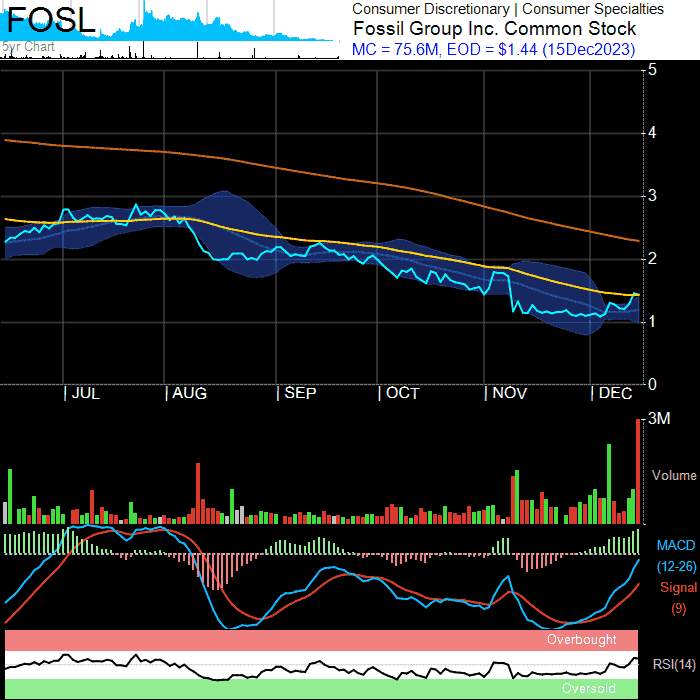 FOSL
5yr Chart
Consumer Discretionary | Consumer Specialties
Fossil Group Inc. Common Stock
MC = 75.6M, EOD = $1.44 (15Dec2023)
5
4
3
2
1
0
| JUL | AUG | SEP | OCT | NOV | DEC
3M
Volume
MACD
(12-26)
Signal
(9)
Overbought
RSI(14)
Oversold